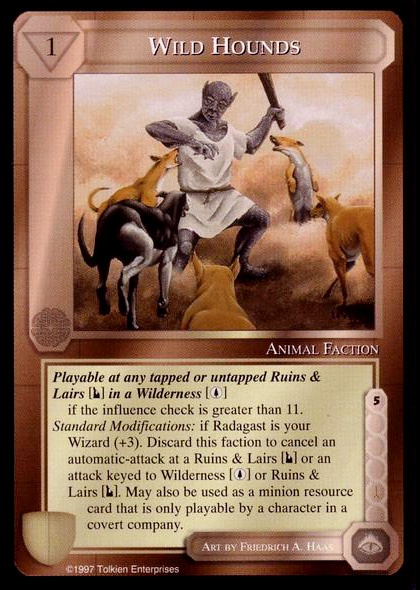 1
WILD HOUNDS
ANIMAL FACTION
Playable at any tapped or untapped Ruins &
Lairs [] in a Wilderness []
if the influence check is greater than 11.
Standard Modifications: if Radagast is your
Wizard (+3). Discard this faction to cancel an
automatic-attack at a Ruins & Lairs [] or an
attack keyed to Wilderness [] or Ruins &
Lairs []. May also be used as a minion resource
card that is only playable by a character in a
covert company.
5
ART BY FRIEDRICH A. HAAS
©1997 Tolkien Enterprises